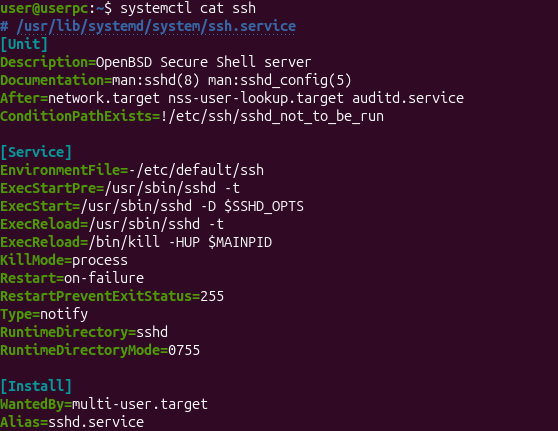 user@userpc:~$ systemctl cat ssh
# /usr/lib/systemd/system/ssh.service
[Unit]
Description=OpenBSD Secure Shell server
Documentation=man:sshd(8) man:sshd_config(5)
After=network.target nss-user-lookup.target auditd.service
ConditionPathExists=!/etc/ssh/sshd_not_to_be_run

[Service]
EnvironmentFile=-/etc/default/ssh
ExecStartPre=/usr/sbin/sshd -t
ExecStart=/usr/sbin/sshd -D $SSHD_OPTS
ExecReload=/usr/sbin/sshd -t
ExecReload=/bin/kill -HUP $MAINPID
KillMode=process
Restart=on-failure
RestartPreventExitStatus=255
Type=notify
RuntimeDirectory=sshd
RuntimeDirectoryMode=0755

[Install]
WantedBy=multi-user.target
Alias=sshd.service